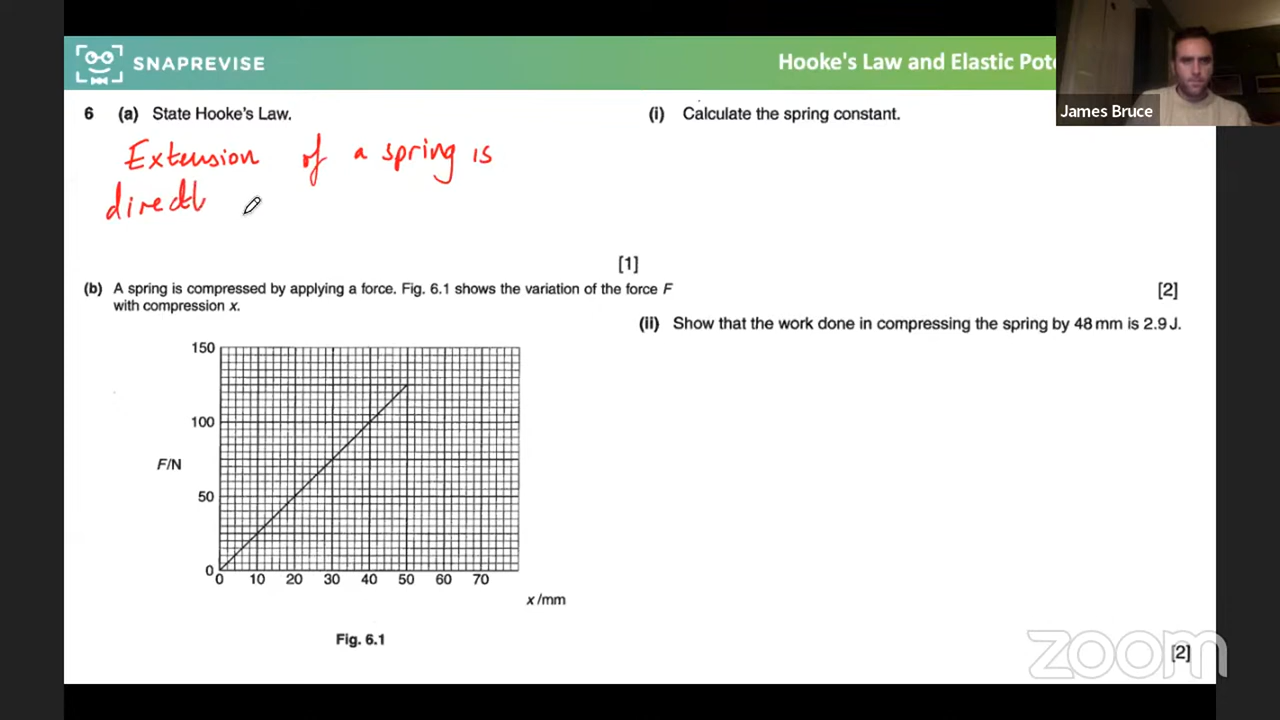 SNAPREVISE
Hooke's Law and Elastic Pote
James Bruce
6 (a) State Hooke's Law.
Extension of a spring is
directl
[1]
(b) A spring is compressed by applying a force. Fig. 6.1 shows the variation of the force F
with compression x.
150
100
F/N
50
0
0 10 20 30 40 50 60 70
x/mm
Fig. 6.1
(i) Calculate the spring constant.
[2]
(ii) Show that the work done in compressing the spring by 48 mm is 2.9 J.
[2]
zoom